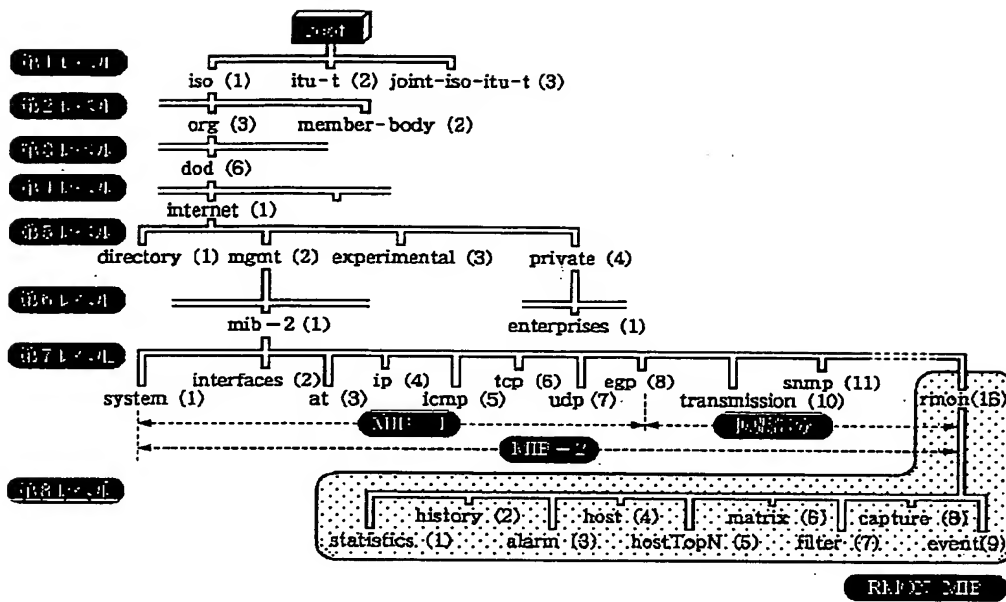 root
iso (1) itu-t (2) joint-iso-itu-t (3)
org (3) member-body (2)
dod (6)
internet (1)
directory (1) mgmt (2) experimental (3) private (4)
mib-2 (1) enterprises (1)
interfaces (2) ip (4) tcp (6) egp (8) snmp (11)
system (1) at (3) icmp (5) udp (7) transmission (10) rmon(16)
MIB-1
MIB-2
history (2) host (4) matrix (6) capture (8)
statistics (1) alarm (3) hostTopN (5) filter (7) event(9)
RMON MIB